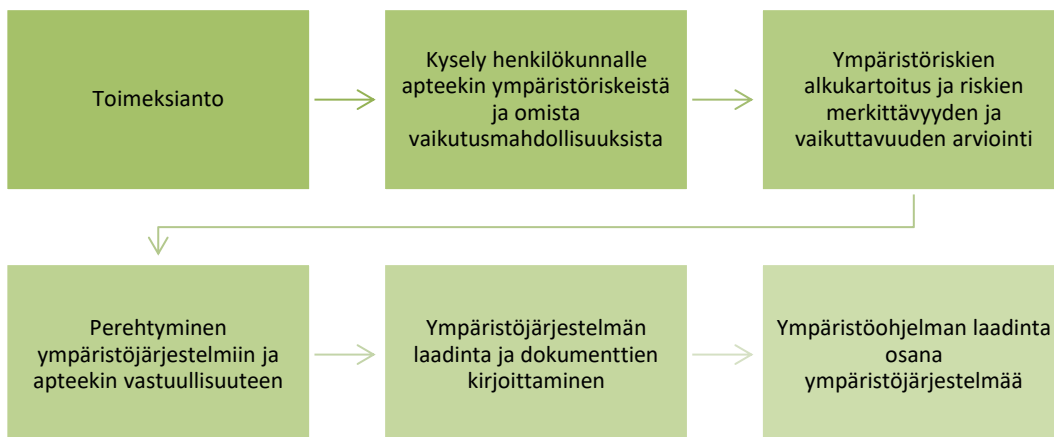 Toimeksianto
Kysely henkilökunnalle
apteekin ympäristöriskeistä
ja omista
vaikutusmahdollisuuksista
Ympäristöriskien
alkukartoitus ja riskien
merkittävyyden ja
vaikuttavuuden arviointi
Perehtyminen
ympäristöjärjestelmiin ja
apteekin vastuullisuuteen
Ympäristöjärjestelmän
laadinta ja dokumenttien
kirjoittaminen
Ympäristöohjelman laadinta
osana
ympäristöjärjestelmää